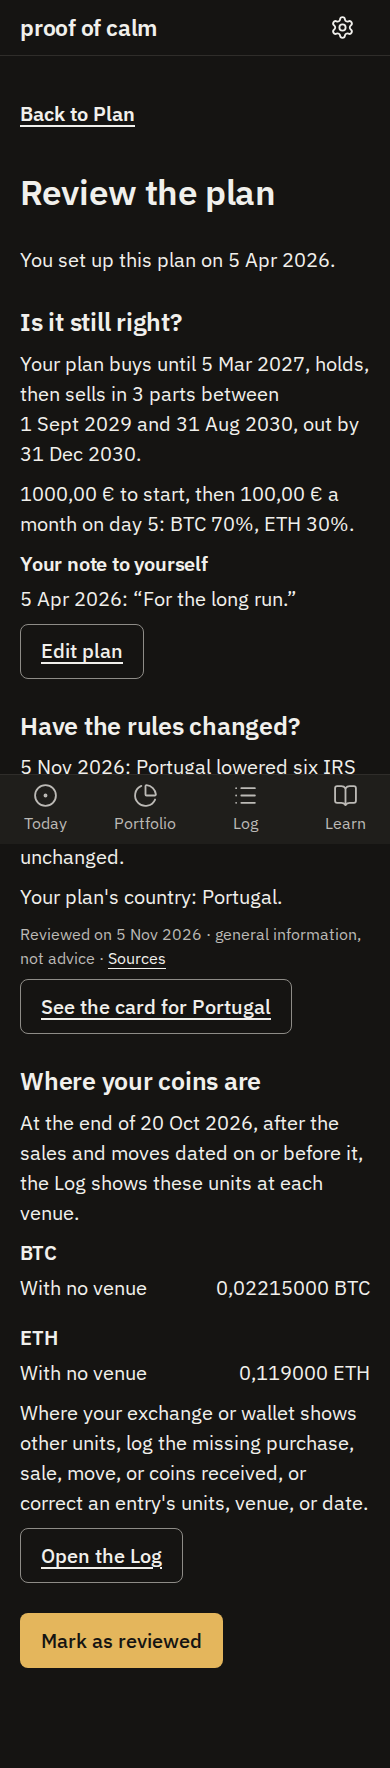 proof of calm
Back to Plan
Review the plan
You set up this plan on 5 Apr 2026.
Is it still right?
Your plan buys until 5 Mar 2027, holds,
then sells in 3 parts between
1 Sept 2029 and 31 Aug 2030, out by
31 Dec 2030.
1000,00 € to start, then 100,00 € a
month on day 5: BTC 70%, ETH 30%.
Your note to yourself
5 Apr 2026: “For the long run.”
Edit plan
Have the rules changed?
5 Nov 2026: Portugal lowered six IRS
Today Portfolio Log Learn
unchanged.
Your plan's country: Portugal.
Reviewed on 5 Nov 2026 · general information,
not advice · Sources
See the card for Portugal
Where your coins are
At the end of 20 Oct 2026, after the
sales and moves dated on or before it,
the Log shows these units at each
venue.
BTC
With no venue 0,02215000 BTC
ETH
With no venue 0,119000 ETH
Where your exchange or wallet shows
other units, log the missing purchase,
sale, move, or coins received, or
correct an entry's units, venue, or date.
Open the Log
Mark as reviewed